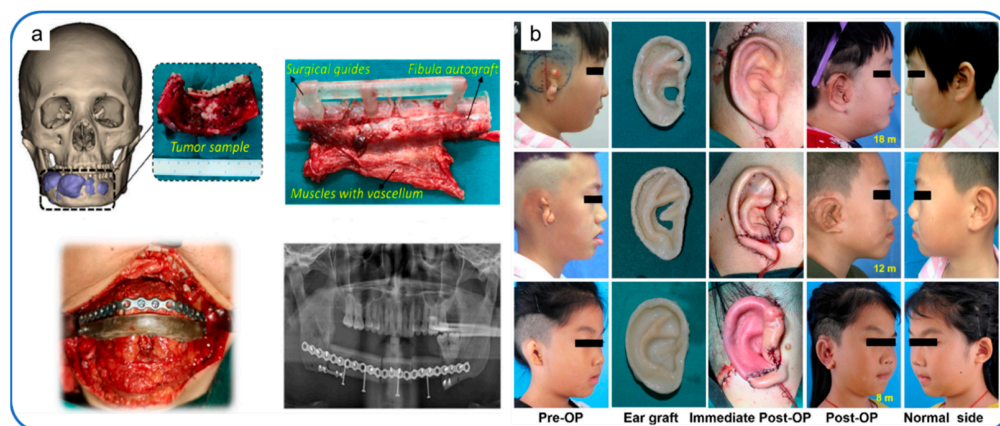 a
Surgical guides
Fibula autograft
Tumor sample
Muscles with vascellum
b
18 m
12 m
8 m
Pre-OP
Ear graft
Immediate Post-OP
Post-OP
Normal side